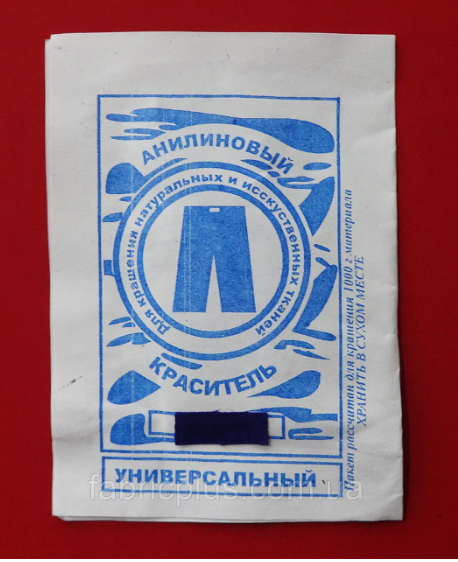 АНИЛИНОВЫЙ
Для крашения натуральных и исскуственных тканей
КРАСИТЕЛЬ
УНИВЕРСАЛЬНЫЙ
Пакет рассчитан для крашения 1000 г материала
ХРАНИТЬ В СУХОМ МЕСТЕ
fabricplus.com.ua